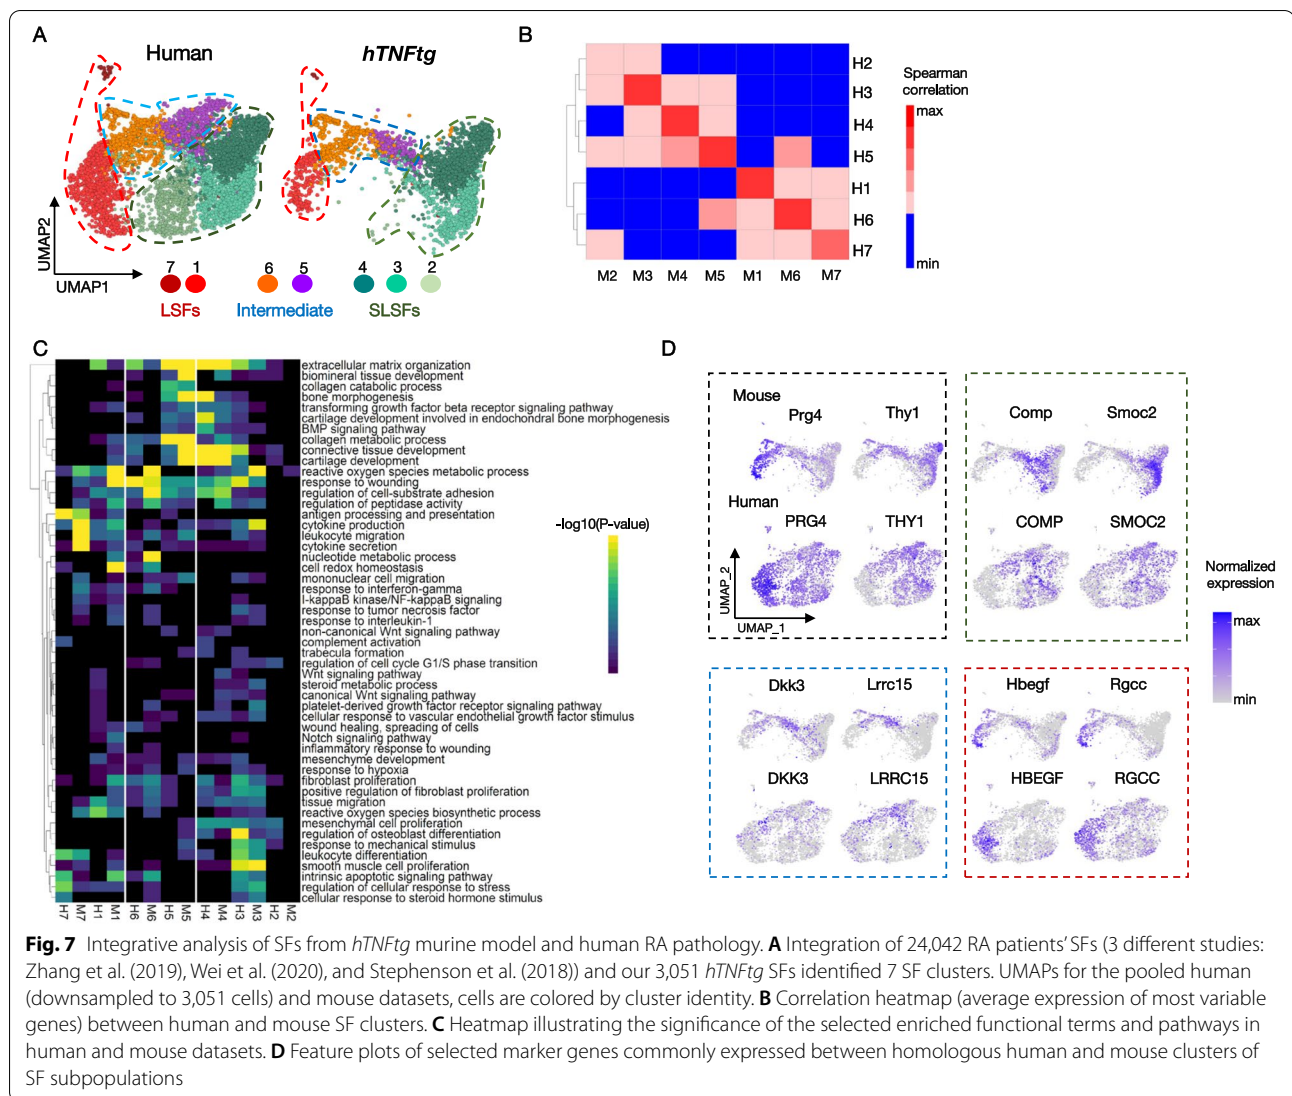 A
Human
hTNFtg
UMAP2
UMAP1
7 1 6 5 4 3 2
LSFs Intermediate SLSFs
B
H2
H3
H4
H5
H1
H6
H7
M2 M3 M4 M5 M1 M6 M7
Spearman
correlation
max
min
C
extracellular matrix organization
biomineral tissue development
collagen catabolic process
bone morphogenesis
transforming growth factor beta receptor signaling pathway
cartilage development involved in endochondral bone morphogenesis
BMP signaling pathway
collagen metabolic process
connective tissue development
cartilage development
reactive oxygen species metabolic process
response to wounding
regulation of cell-substrate adhesion
regulation of peptidase activity
antigen processing and presentation
cytokine production
leukocyte migration
cytokine secretion
nucleotide metabolic process
cell redox homeostasis
mononuclear cell migration
response to interferon-gamma
I-kappaB kinase/NF-kappaB signaling
response to tumor necrosis factor
response to interleukin-1
non-canonical Wnt signaling pathway
complement activation
trabecula formation
regulation of cell cycle G1/S phase transition
Wnt signaling pathway
steroid metabolic process
canonical Wnt signaling pathway
platelet-derived growth factor receptor signaling pathway
cellular response to vascular endothelial growth factor stimulus
wound healing, spreading of cells
Notch signaling pathway
inflammatory response to wounding
mesenchyme development
response to hypoxia
fibroblast proliferation
positive regulation of fibroblast proliferation
tissue migration
reactive oxygen species biosynthetic process
mesenchymal cell proliferation
regulation of osteoblast differentiation
response to mechanical stimulus
leukocyte differentiation
smooth muscle cell proliferation
intrinsic apoptotic signaling pathway
regulation of cellular response to stress
cellular response to steroid hormone stimulus
H7 M7 H1 M1 H6 M6 H5 M5 H4 M4 H3 M3 H2 M2
-log10(P-value)
D
Mouse
Prg4 Thy1
Human
PRG4 THY1
UMAP_2
UMAP_1
Comp Smoc2
COMP SMOC2
Dkk3 Lrrc15
DKK3 LRRC15
Hbegf Rgcc
HBEGF RGCC
Normalized
expression
max
min
Fig. 7 Integrative analysis of SFs from hTNFtg murine model and human RA pathology. A Integration of 24,042 RA patients' SFs (3 different studies:
Zhang et al. (2019), Wei et al. (2020), and Stephenson et al. (2018)) and our 3,051 hTNFtg SFs identified 7 SF clusters. UMAPs for the pooled human
(downsampled to 3,051 cells) and mouse datasets, cells are colored by cluster identity. B Correlation heatmap (average expression of most variable
genes) between human and mouse SF clusters. C Heatmap illustrating the significance of the selected enriched functional terms and pathways in
human and mouse datasets. D Feature plots of selected marker genes commonly expressed between homologous human and mouse clusters of
SF subpopulations